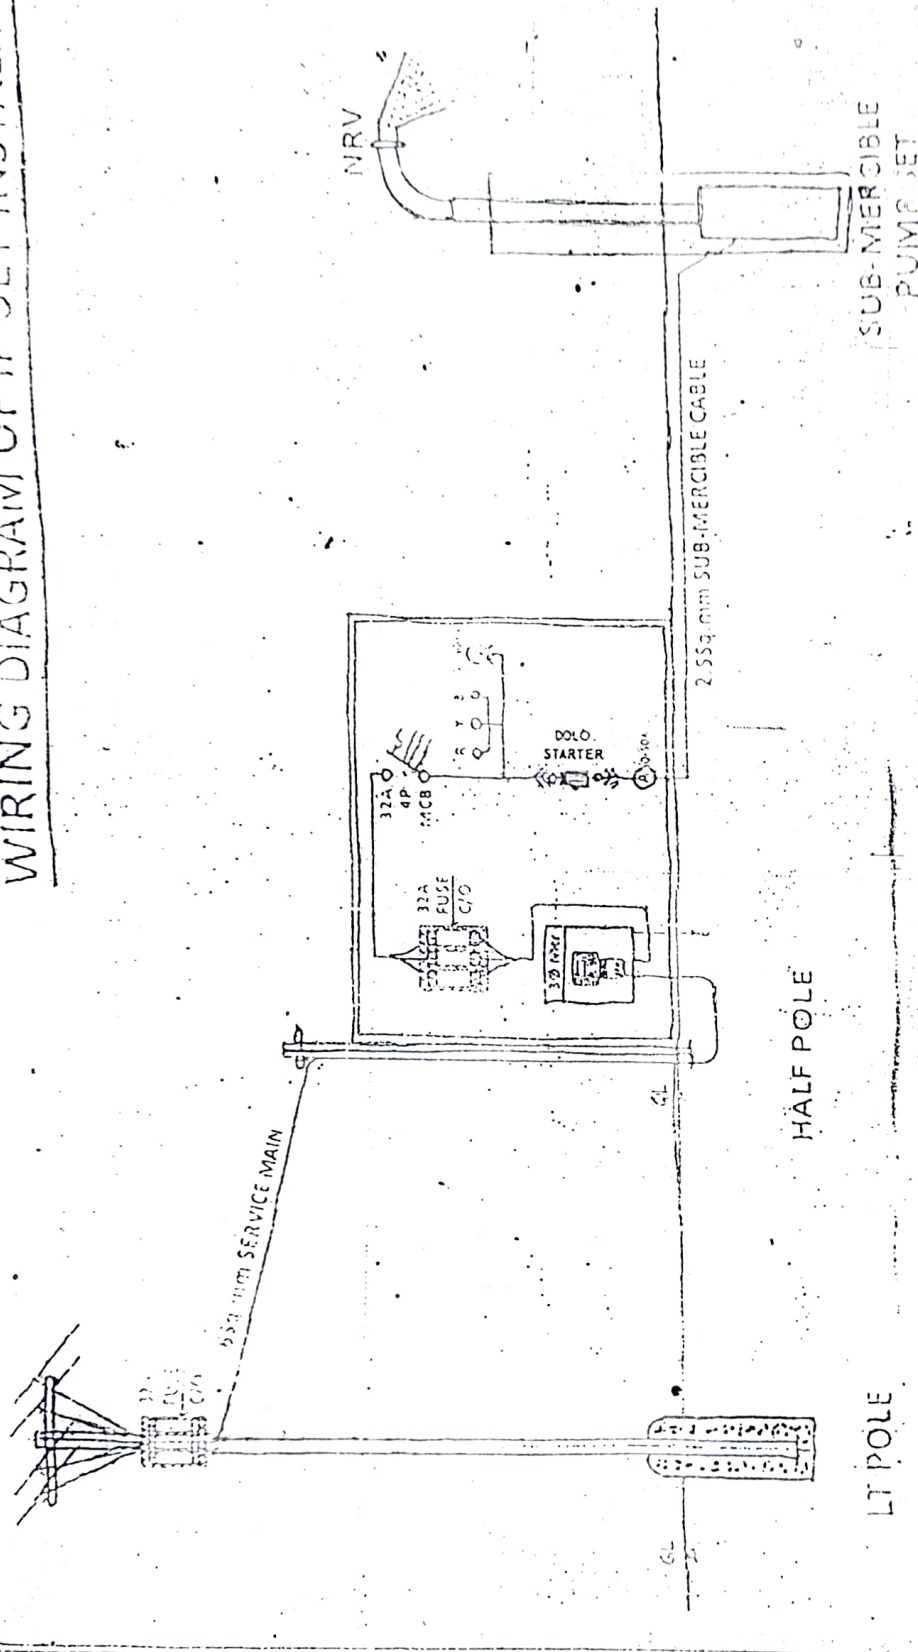 WIRING DIAGRAM OF IP SET
NRV
SUB-MERCIBLE
PUMP SET
2.5Sq.mm SUB-MERCIBLE CABLE
R Y B
DOLO.
STARTER
A
32A
4P
MCB
32A
FUSE
C/O
GL
HALF POLE
SERVICE MAIN
FUSE
C/O
GL
LT POLE